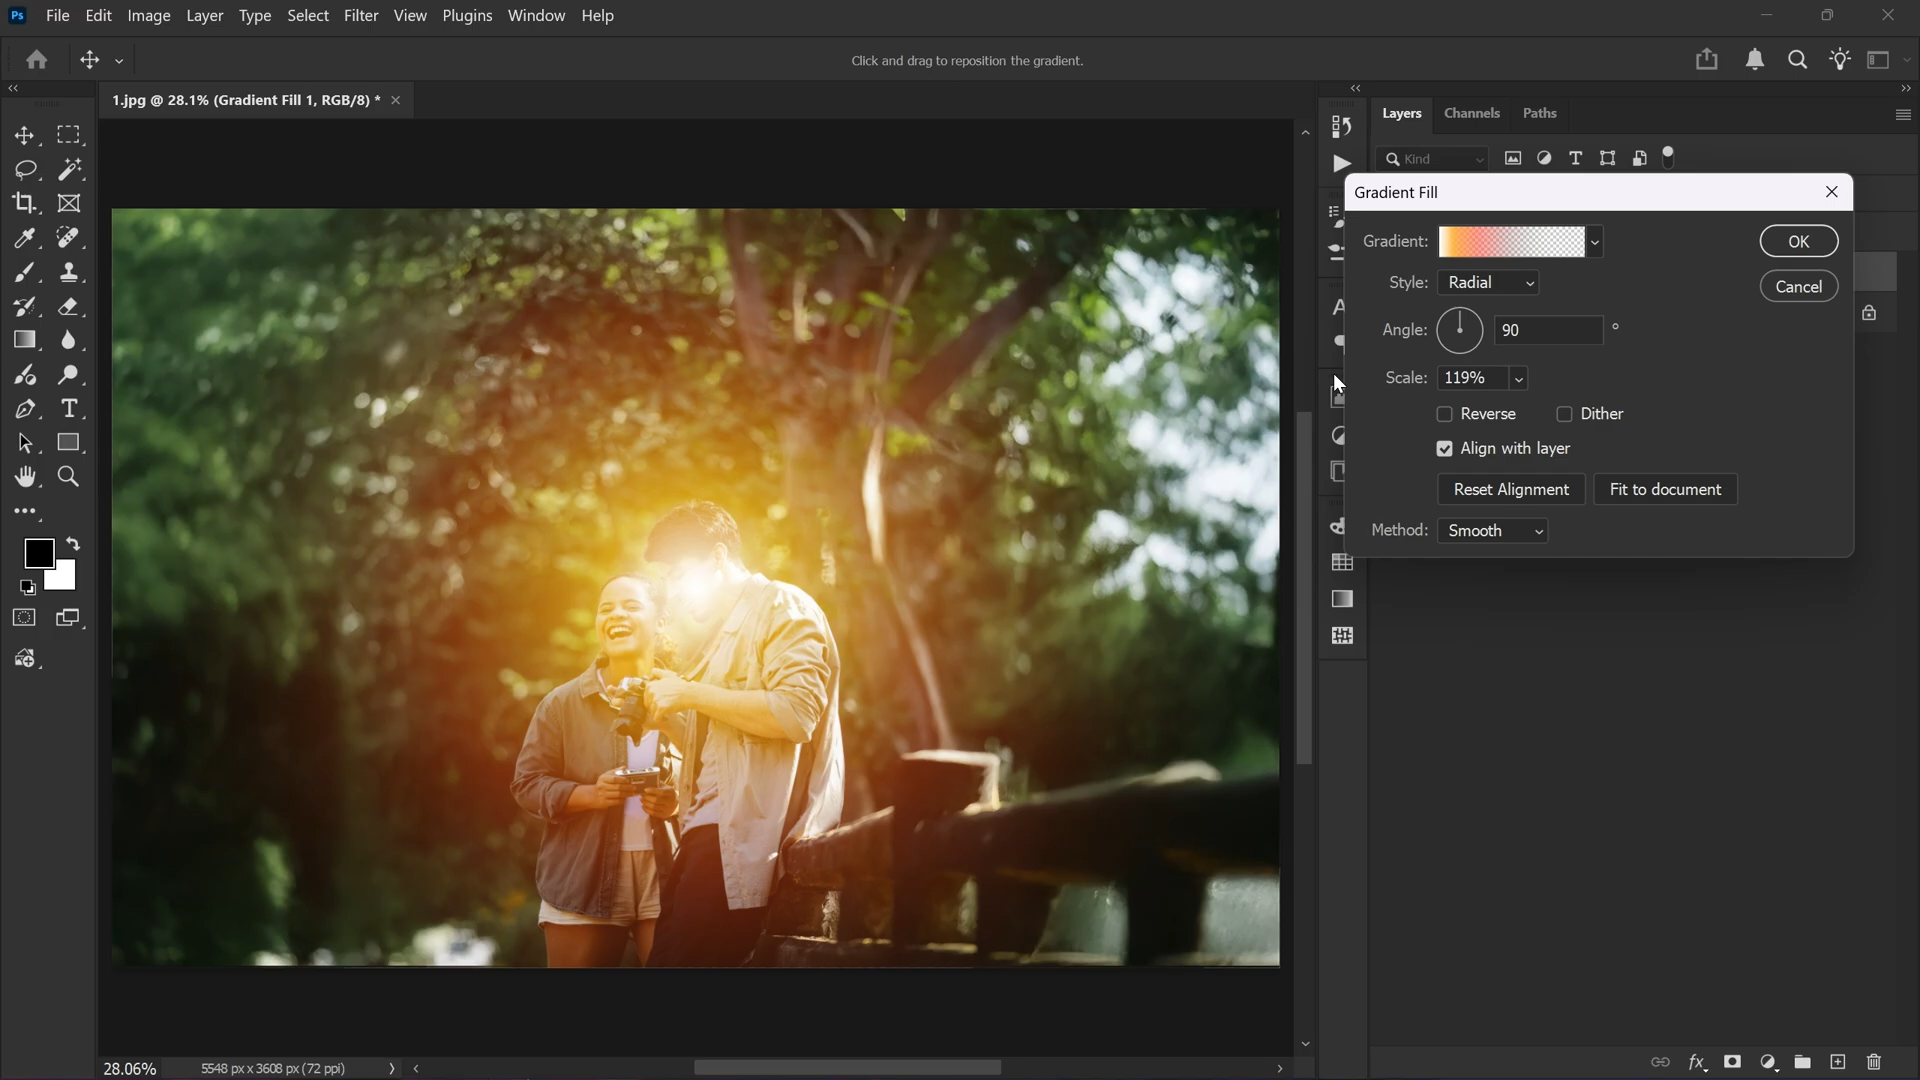 Ps File Edit Image Layer Type Select Filter View Plugins Window Help
Click and drag to reposition the gradient.
1.jpg @ 28.1% (Gradient Fill 1, RGB/8) *
Layers Channels Paths
Kind
Gradient Fill
Gradient:
OK
Style: Radial
Cancel
Angle: 90 °
Scale: 119%
Reverse Dither
Align with layer
Reset Alignment Fit to document
Method: Smooth
28.06% 5548 px x 3608 px (72 ppi)